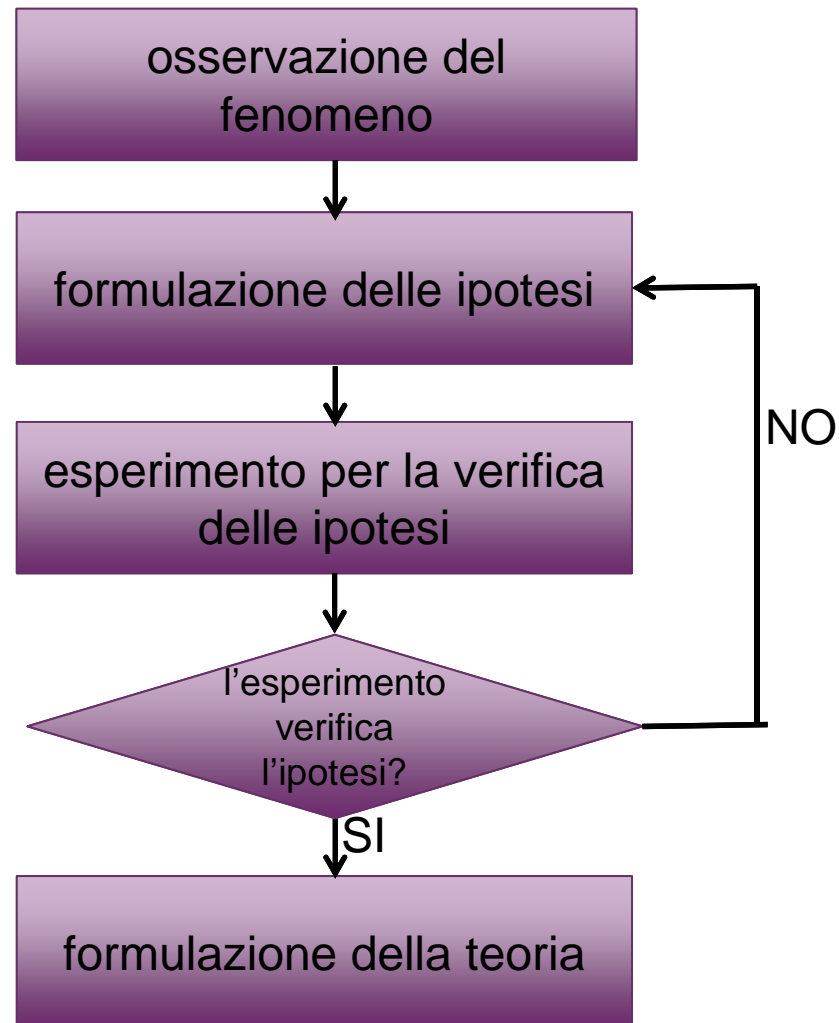 osservazione del
fenomeno
formulazione delle ipotesi
NO
esperimento per la verifica
delle ipotesi
l'esperimento
verifica
l'ipotesi?
SI
formulazione della teoria